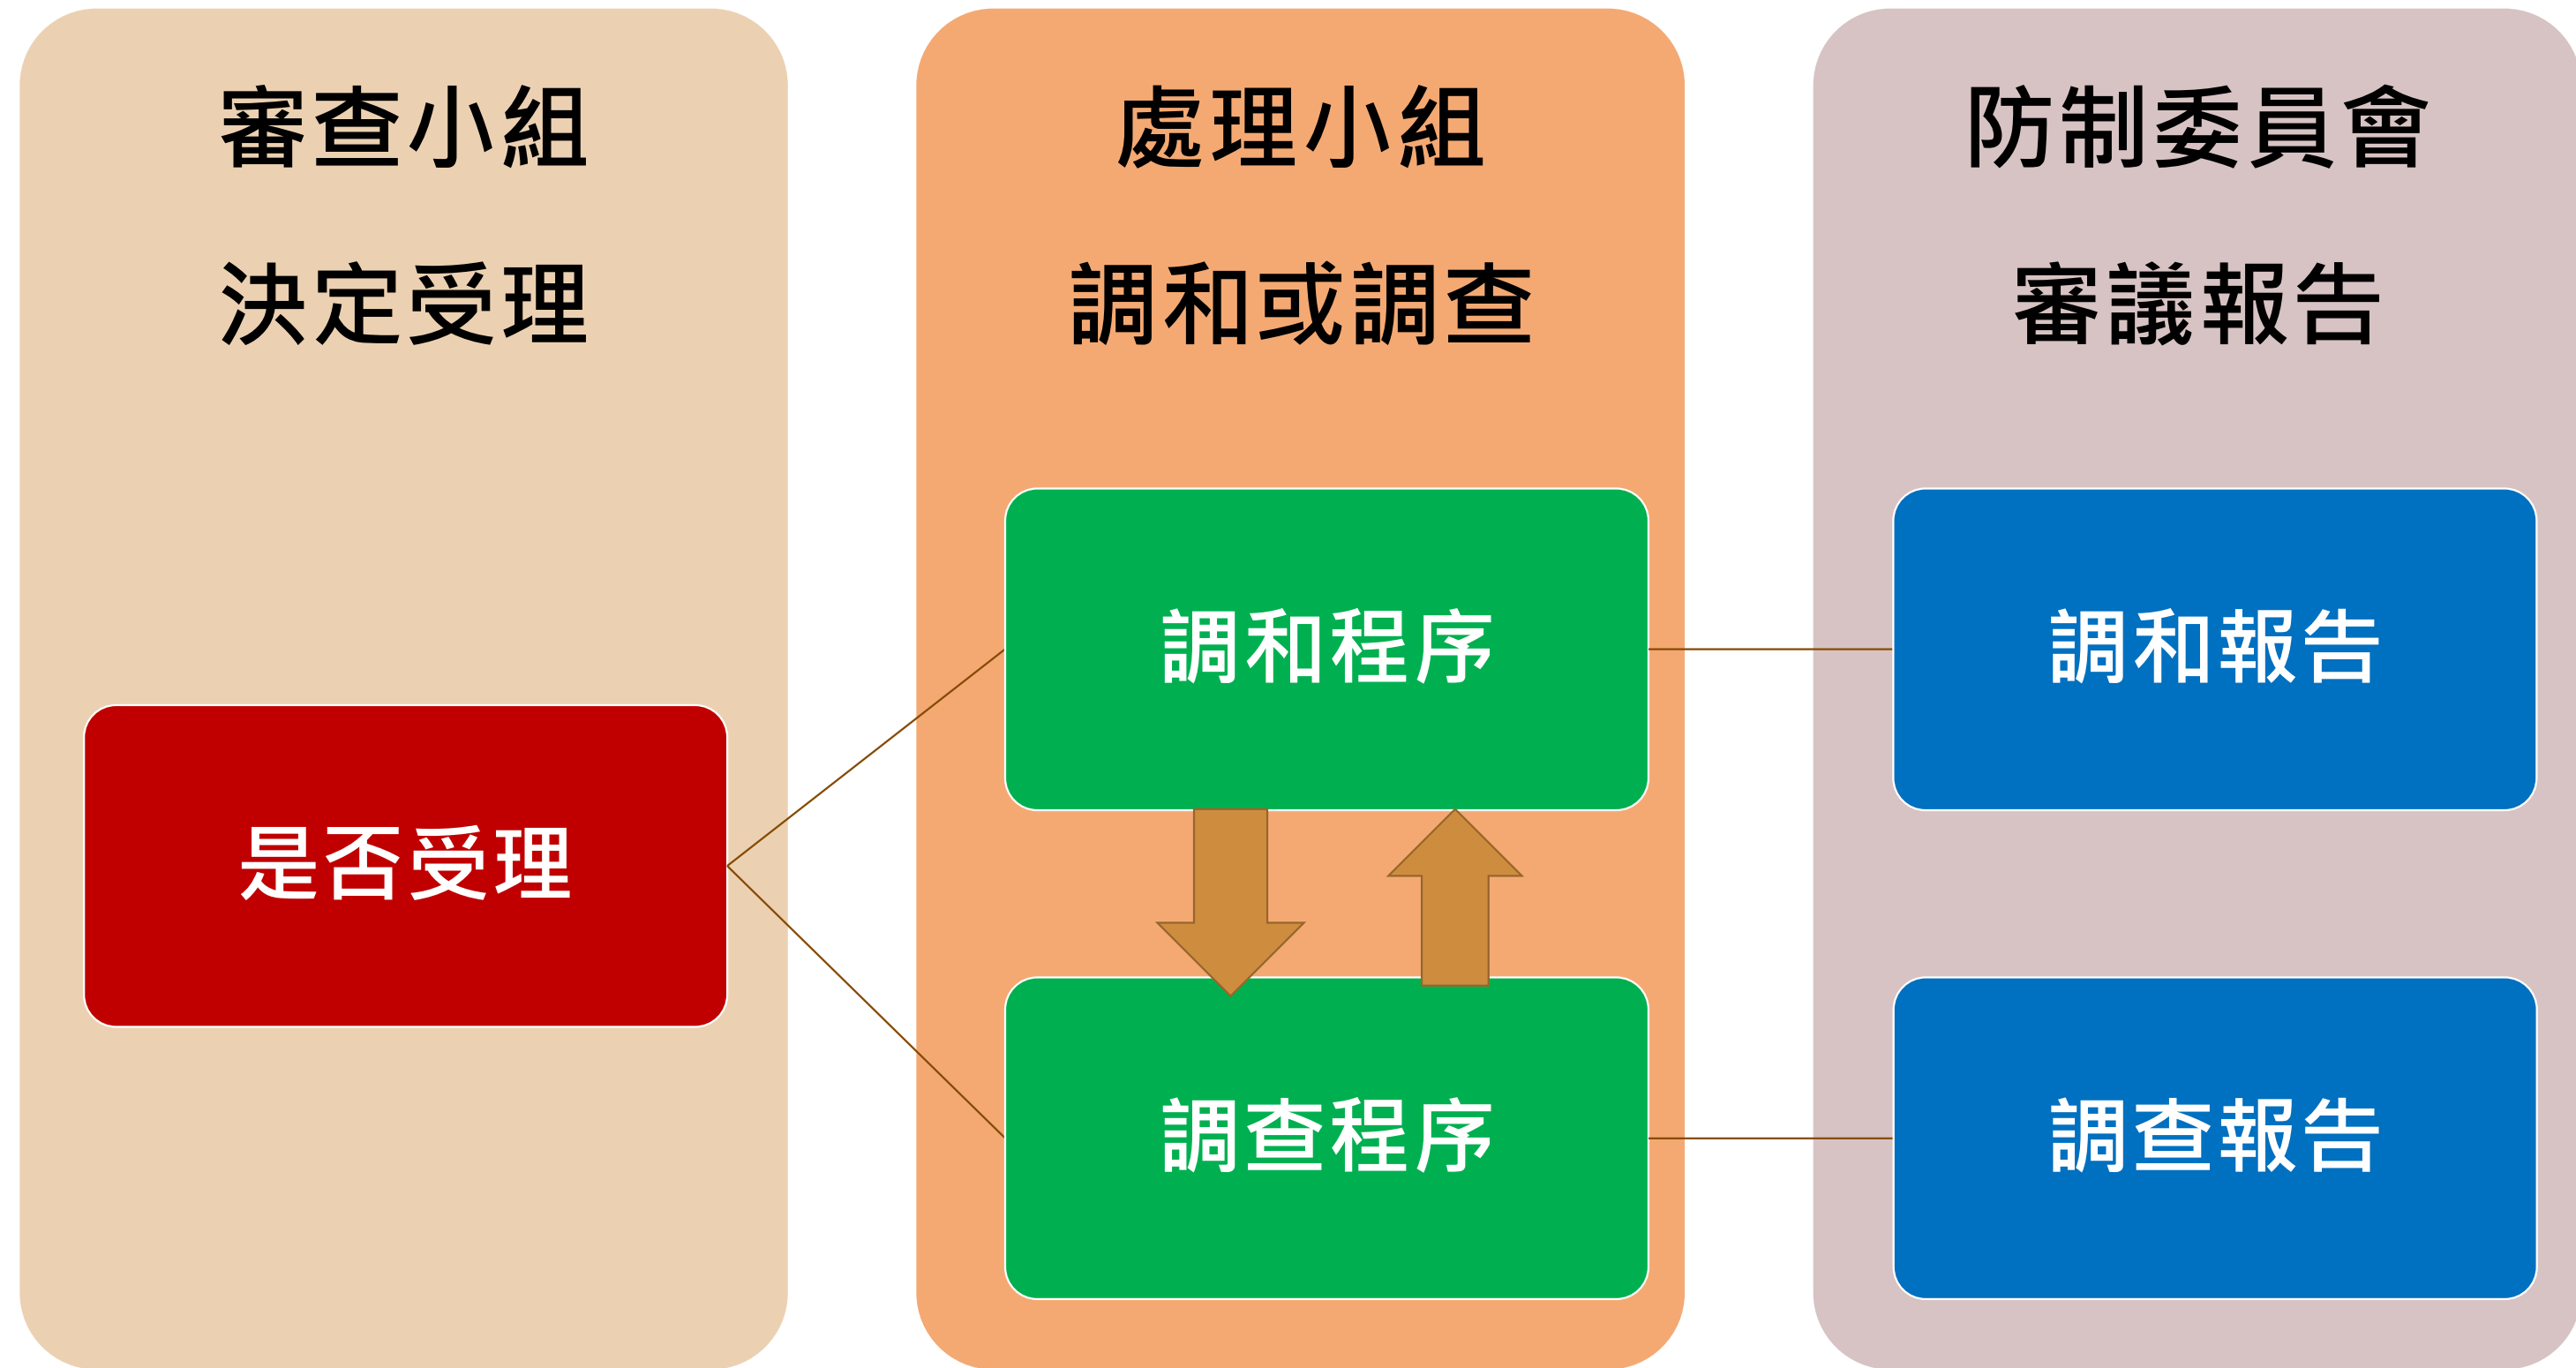 審查小組
決定受理
是否受理
處理小組
調和或調查
調和程序
調查程序
防制委員會
審議報告
調和報告
調查報告